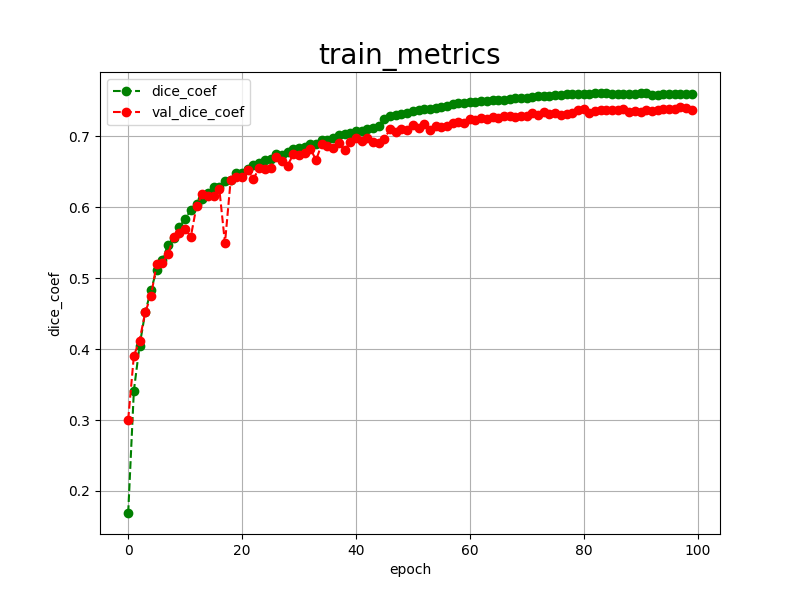 train_metrics
dice_coef
val_dice_coef
0.7
0.6
0.5
0.4
0.3
0.2
dice_coef
0 20 40 60 80 100
epoch